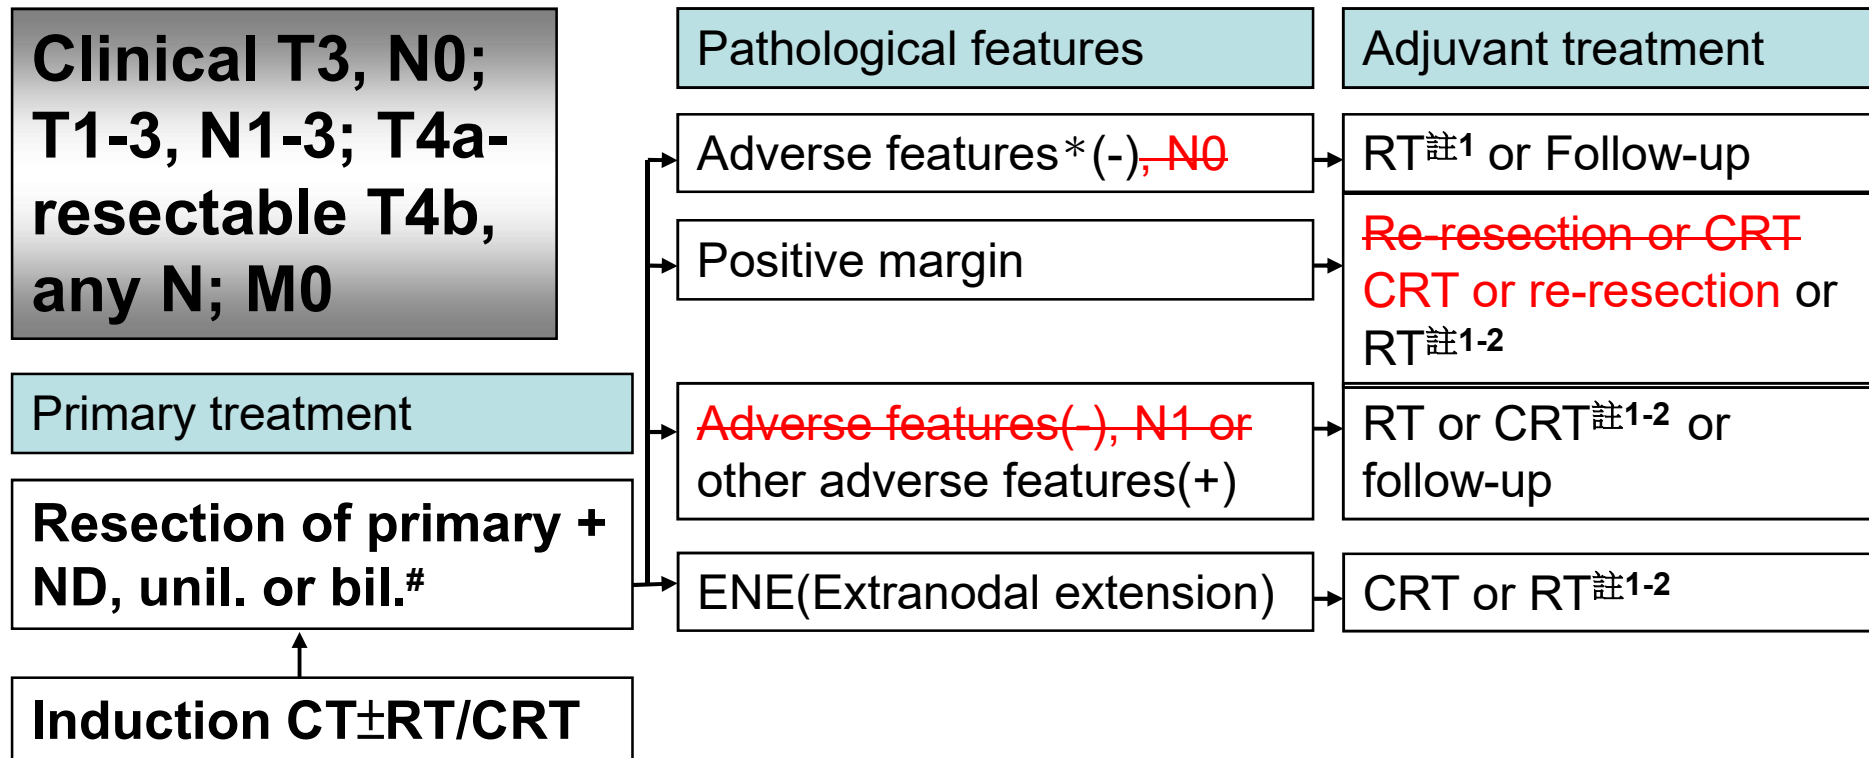 Clinical T3, N0;
T1-3, N1-3; T4a-
resectable T4b,
any N; M0
Primary treatment
Resection of primary +
ND, unil. or bil.#
Induction CT±RT/CRT
Pathological features
Adverse features*(-), N0
Positive margin
Adverse features(-), N1 or
other adverse features(+)
ENE(Extranodal extension)
Adjuvant treatment
RT註1 or Follow-up
Re-resection or CRT
CRT or re-resection or
RT註1-2
RT or CRT註1-2 or
follow-up
CRT or RT註1-2